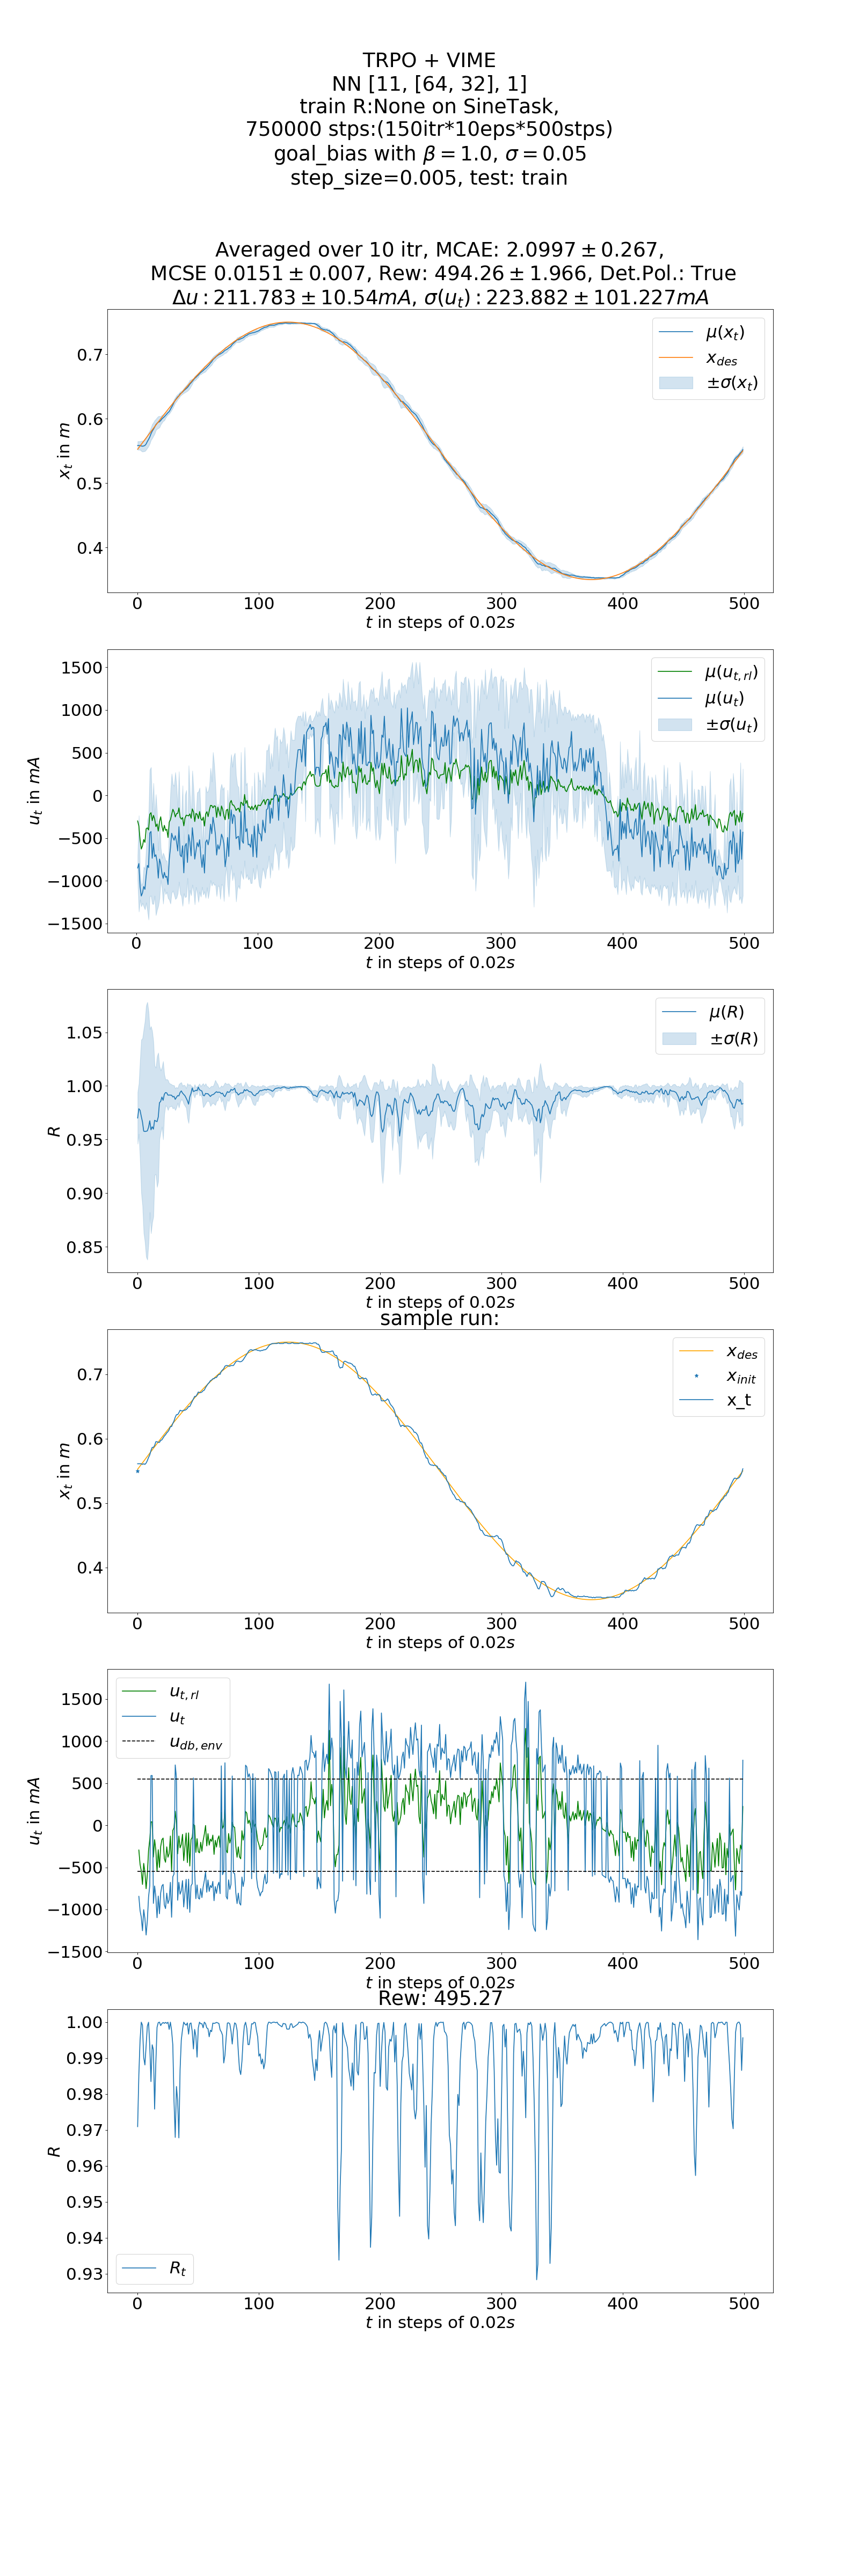 TRPO + VIME
NN [11, [64, 32], 1]
train R:None on SineTask,
750000 stps:(150itr*10eps*500stps)
goal_bias with β = 1.0, σ = 0.05
step_size=0.005, test: train
Averaged over 10 itr, MCAE: 2.0997 ± 0.267,
MCSE 0.0151 ± 0.007, Rew: 494.26 ± 1.966, Det.Pol.: True
Δu : 211.783 ± 10.54mA, σ(u_t) : 223.882 ± 101.227mA
μ(x_t)
x_des
±σ(x_t)
x_t in m
0.7
0.6
0.5
0.4
0 100 200 300 400 500
t in steps of 0.02s
μ(u_{t,rl})
μ(u_t)
±σ(u_t)
u_t in mA
1500
1000
500
0
−500
−1000
−1500
0 100 200 300 400 500
t in steps of 0.02s
μ(R)
±σ(R)
R
1.05
1.00
0.95
0.90
0.85
0 100 200 300 400 500
t in steps of 0.02s
sample run:
x_des
x_init
x_t
x_t in m
0.7
0.6
0.5
0.4
0 100 200 300 400 500
t in steps of 0.02s
u_{t,rl}
u_t
u_{db,env}
u_t in mA
1500
1000
500
0
−500
−1000
−1500
0 100 200 300 400 500
t in steps of 0.02s
Rew: 495.27
R
1.00
0.99
0.98
0.97
0.96
0.95
0.94
0.93
R_t
0 100 200 300 400 500
t in steps of 0.02s